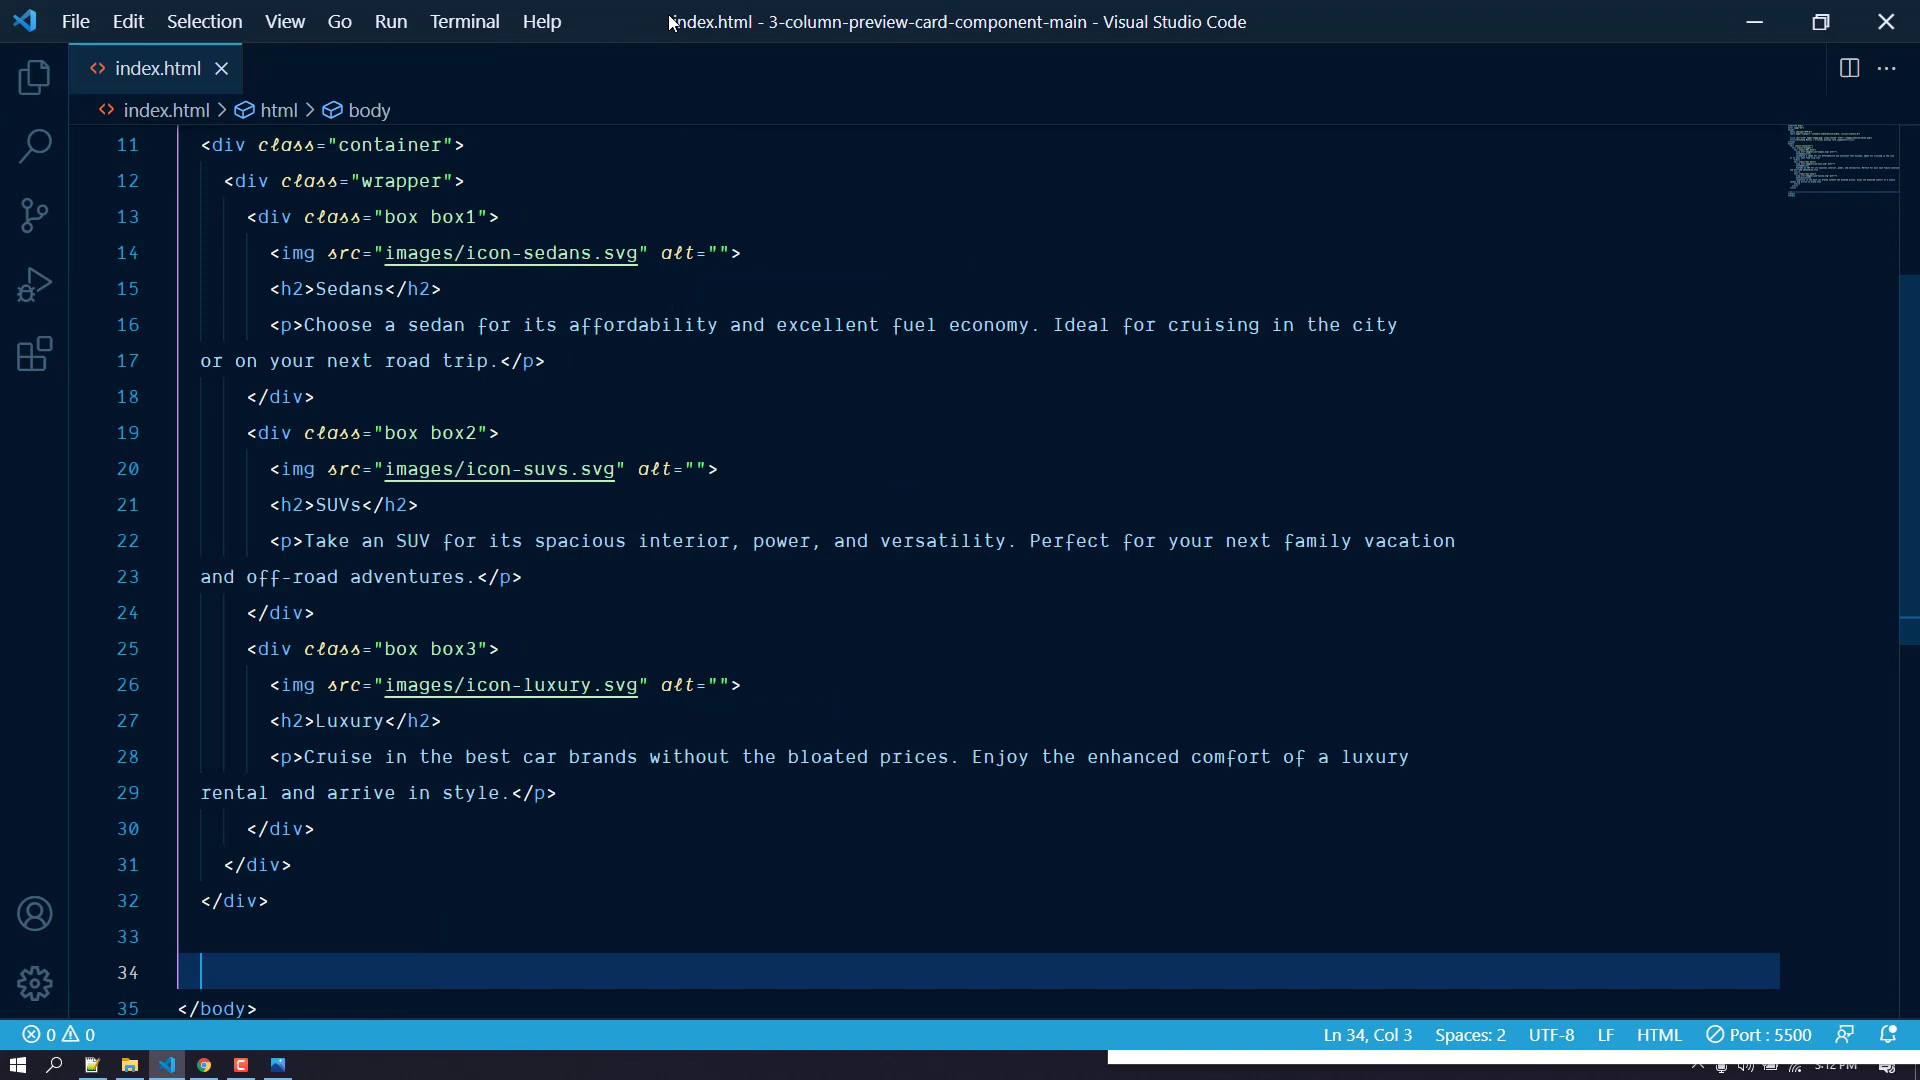 File Edit Selection View Go Run Terminal Help index.html - 3-column-preview-card-component-main - Visual Studio Code
<> index.html
<> index.html > html > body
11 <div class="container">
12 <div class="wrapper">
13 <div class="box box1">
14 <img src="images/icon-sedans.svg" alt="">
15 <h2>Sedans</h2>
16 <p>Choose a sedan for its affordability and excellent fuel economy. Ideal for cruising in the city
17 or on your next road trip.</p>
18 </div>
19 <div class="box box2">
20 <img src="images/icon-suvs.svg" alt="">
21 <h2>SUVs</h2>
22 <p>Take an SUV for its spacious interior, power, and versatility. Perfect for your next family vacation
23 and off-road adventures.</p>
24 </div>
25 <div class="box box3">
26 <img src="images/icon-luxury.svg" alt="">
27 <h2>Luxury</h2>
28 <p>Cruise in the best car brands without the bloated prices. Enjoy the enhanced comfort of a luxury
29 rental and arrive in style.</p>
30 </div>
31 </div>
32 </div>
33
34
35 </body>
0 0 Ln 34, Col 3 Spaces: 2 UTF-8 LF HTML Port : 5500
3:12 PM